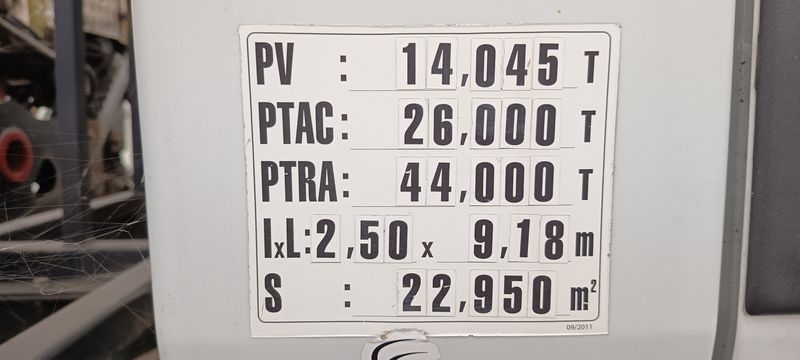 PV : 14,045 T
PTAC: 26,000 T
PTRA: 44,000 T
IxL: 2,50 x 9,18 m
S : 22,950 m²
09/2011